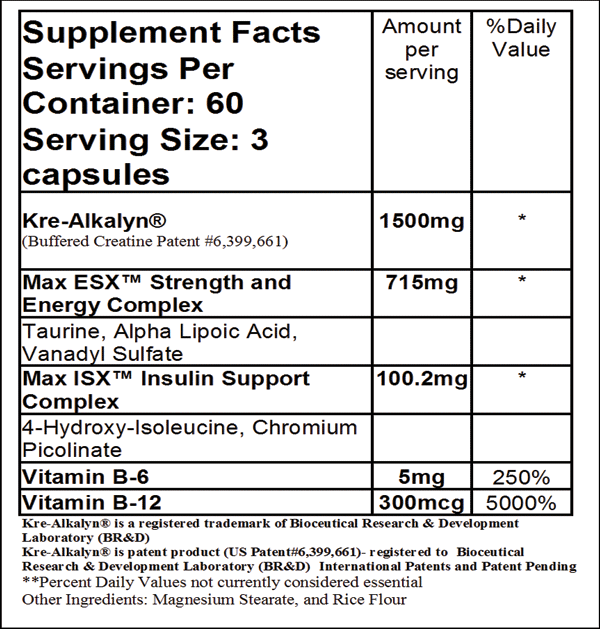 Supplement Facts
Servings Per
Container: 60
Serving Size: 3
capsules
Amount
per
serving
%Daily
Value
Kre-Alkalyn® 1500mg *
(Buffered Creatine Patent #6,399,661)
Max ESX™ Strength and 715mg *
Energy Complex
Taurine, Alpha Lipoic Acid,
Vanadyl Sulfate
Max ISX™ Insulin Support 100.2mg *
Complex
4-Hydroxy-Isoleucine, Chromium
Picolinate
Vitamin B-6 5mg 250%
Vitamin B-12 300mcg 5000%
Kre-Alkalyn® is a registered trademark of Bioceutical Research & Development
Laboratory (BR&D)
Kre-Alkalyn® is patent product (US Patent#6,399,661)- registered to Bioceutical
Research & Development Laboratory (BR&D) International Patents and Patent Pending
**Percent Daily Values not currently considered essential
Other Ingredients: Magnesium Stearate, and Rice Flour